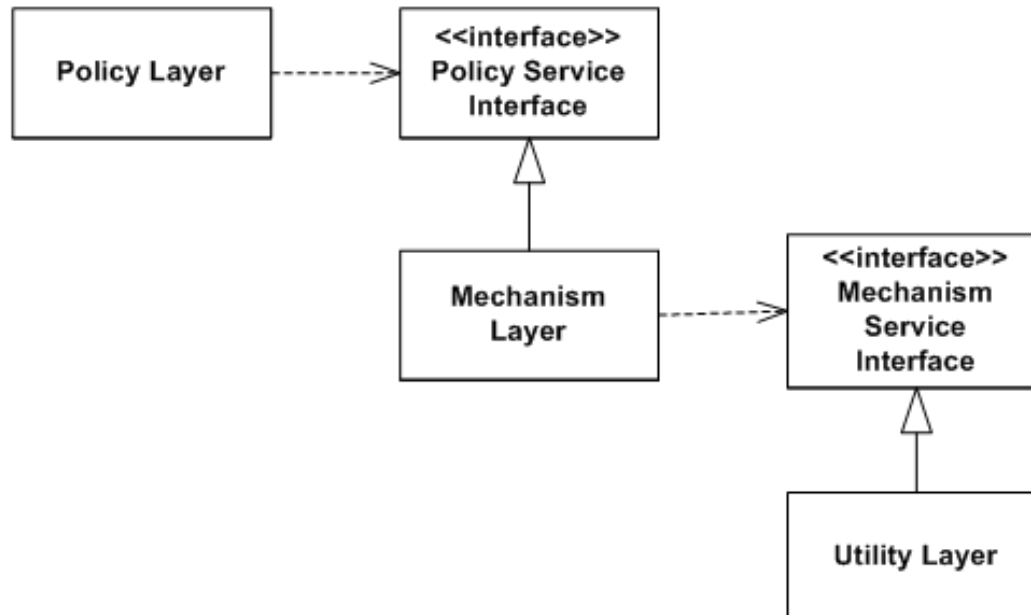 Policy Layer
<<interface>>
Policy Service
Interface
Mechanism
Layer
<<interface>>
Mechanism
Service
Interface
Utility Layer